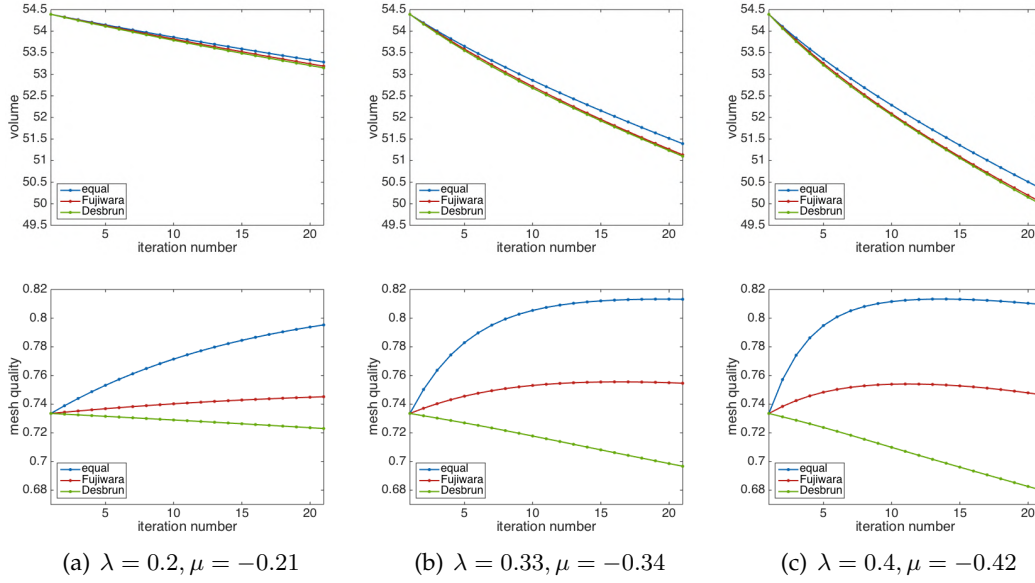 54.5
54
53.5
53
52.5
52
51.5
51
50.5
50
49.5
volume
equal
Fujiwara
Desbrun
5 10 15 20
iteration number
54.5
54
53.5
53
52.5
52
51.5
51
50.5
50
49.5
volume
equal
Fujiwara
Desbrun
5 10 15 20
iteration number
54.5
54
53.5
53
52.5
52
51.5
51
50.5
50
49.5
volume
equal
Fujiwara
Desbrun
5 10 15 20
iteration number
0.82
0.8
0.78
0.76
0.74
0.72
0.7
0.68
mesh quality
equal
Fujiwara
Desbrun
5 10 15 20
iteration number
0.82
0.8
0.78
0.76
0.74
0.72
0.7
0.68
mesh quality
equal
Fujiwara
Desbrun
5 10 15 20
iteration number
0.82
0.8
0.78
0.76
0.74
0.72
0.7
0.68
mesh quality
equal
Fujiwara
Desbrun
5 10 15 20
iteration number
(a) λ = 0.2, μ = −0.21
(b) λ = 0.33, μ = −0.34
(c) λ = 0.4, μ = −0.42